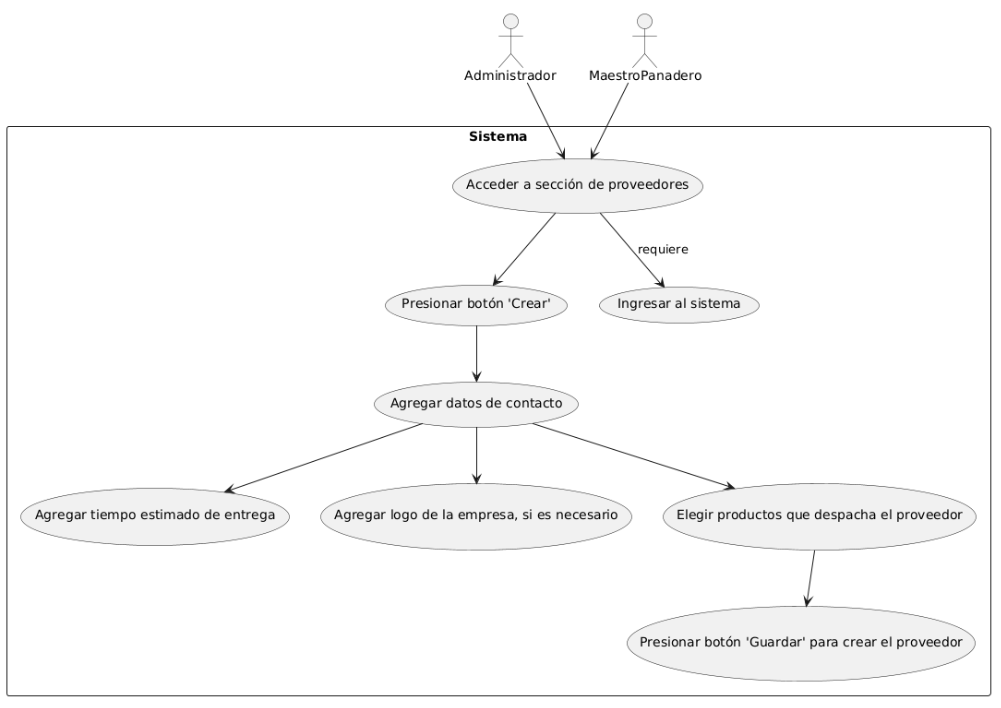 Administrador
MaestroPanadero
Sistema
Acceder a sección de proveedores
requiere
Presionar botón 'Crear'
Ingresar al sistema
Agregar datos de contacto
Agregar tiempo estimado de entrega
Agregar logo de la empresa, si es necesario
Elegir productos que despacha el proveedor
Presionar botón 'Guardar' para crear el proveedor